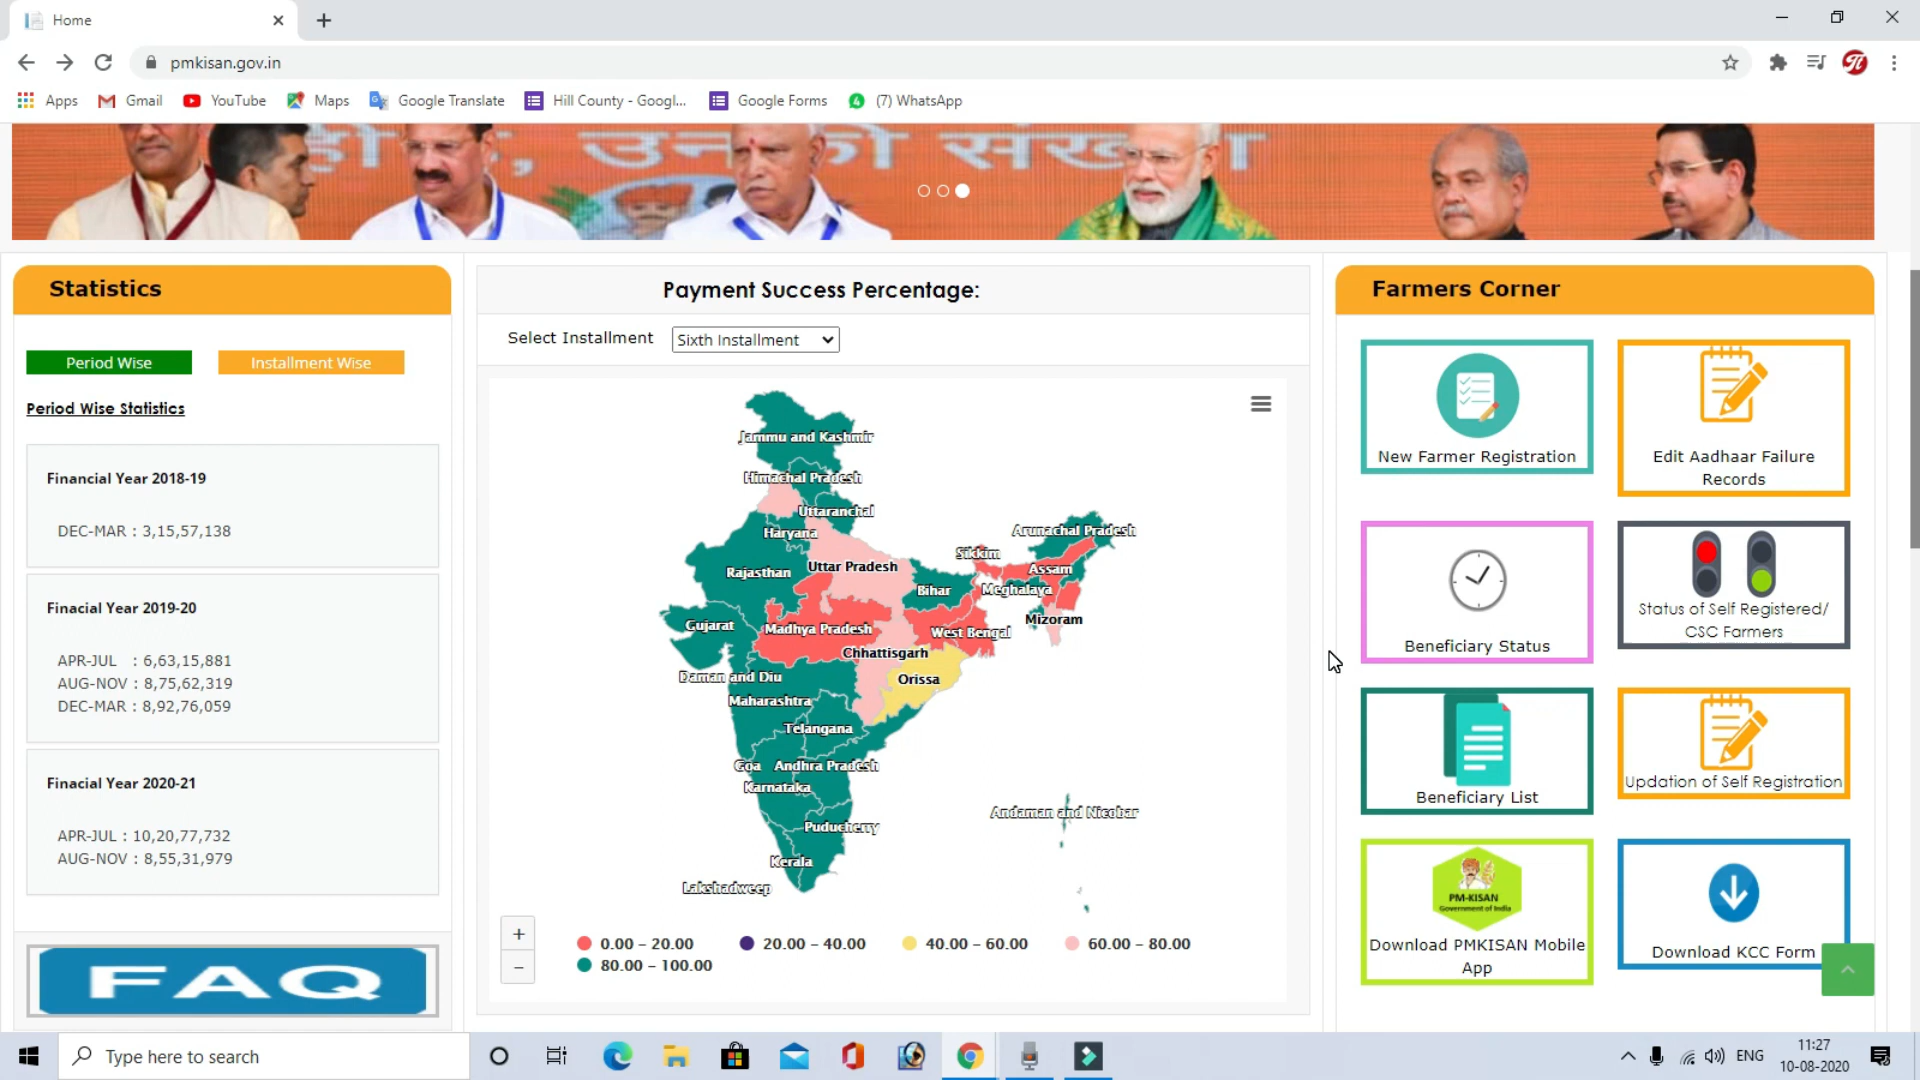 Home
pmkisan.gov.in
Apps
Gmail
YouTube
Maps
Google Translate
Hill County - Googl...
Google Forms
(7) WhatsApp
Statistics
Period Wise
Installment Wise
Period Wise Statistics
Financial Year 2018-19
DEC-MAR : 3,15,57,138
Finacial Year 2019-20
APR-JUL : 6,63,15,881
AUG-NOV : 8,75,62,319
DEC-MAR : 8,92,76,059
Finacial Year 2020-21
APR-JUL : 10,20,77,732
AUG-NOV : 8,55,31,979
FAQ
Payment Success Percentage:
Select Installment
Sixth Installment
Jammu and Kashmir
Himachal Pradesh
Uttaranchal
Haryana
Arunachal Pradesh
Sikkim
Uttar Pradesh
Assam
Rajasthan
Bihar
Meghalaya
Mizoram
Gujarat
Madhya Pradesh
West Bengal
Chhattisgarh
Daman and Diu
Orissa
Maharashtra
Telangana
Goa
Andhra Pradesh
Karnataka
Andaman and Nicobar
Puducherry
Kerala
Lakshadweep
+
−
0.00 – 20.00
20.00 – 40.00
40.00 – 60.00
60.00 – 80.00
80.00 – 100.00
Farmers Corner
New Farmer Registration
Edit Aadhaar Failure
Records
Beneficiary Status
Status of Self Registered/
CSC Farmers
Beneficiary List
Updation of Self Registration
PM-KISAN
Government of India
Download PMKISAN Mobile
App
Download KCC Form
Type here to search
ENG
11:27
10-08-2020